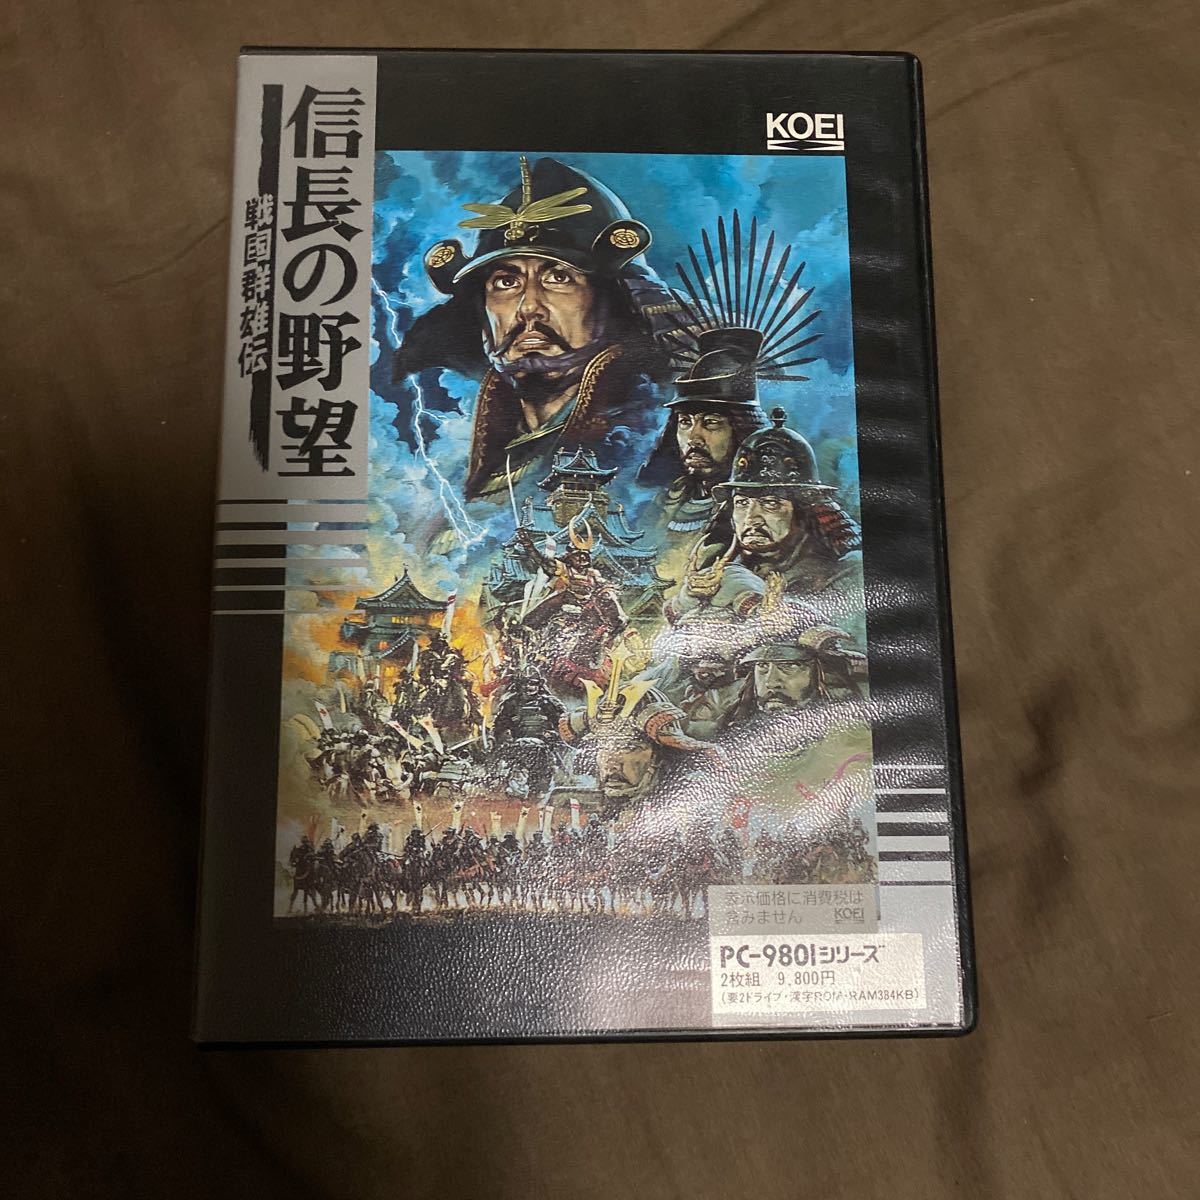 信長の野望
戦国群雄伝
KOEI
表示価格に消費税は
含みません KOEI
PC-9801シリーズ
2枚組 9,800円
(要2ドライブ・漢字ROM・RAM384KB)